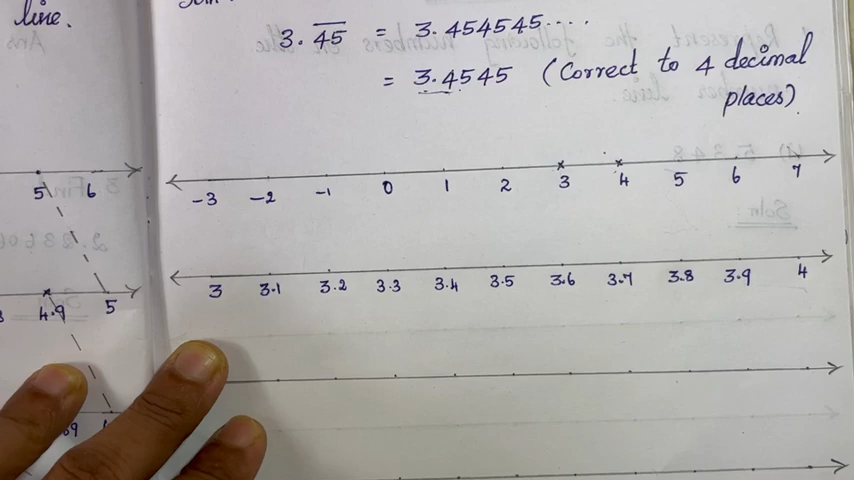 line.
3.4̅5̅ = 3.454545....
= 3.4545 (Correct to 4 decimal
places)
-3 -2 -1 0 1 2 3 4 5 6 7
3 3.1 3.2 3.3 3.4 3.5 3.6 3.7 3.8 3.9 4
5 6
4.9 5